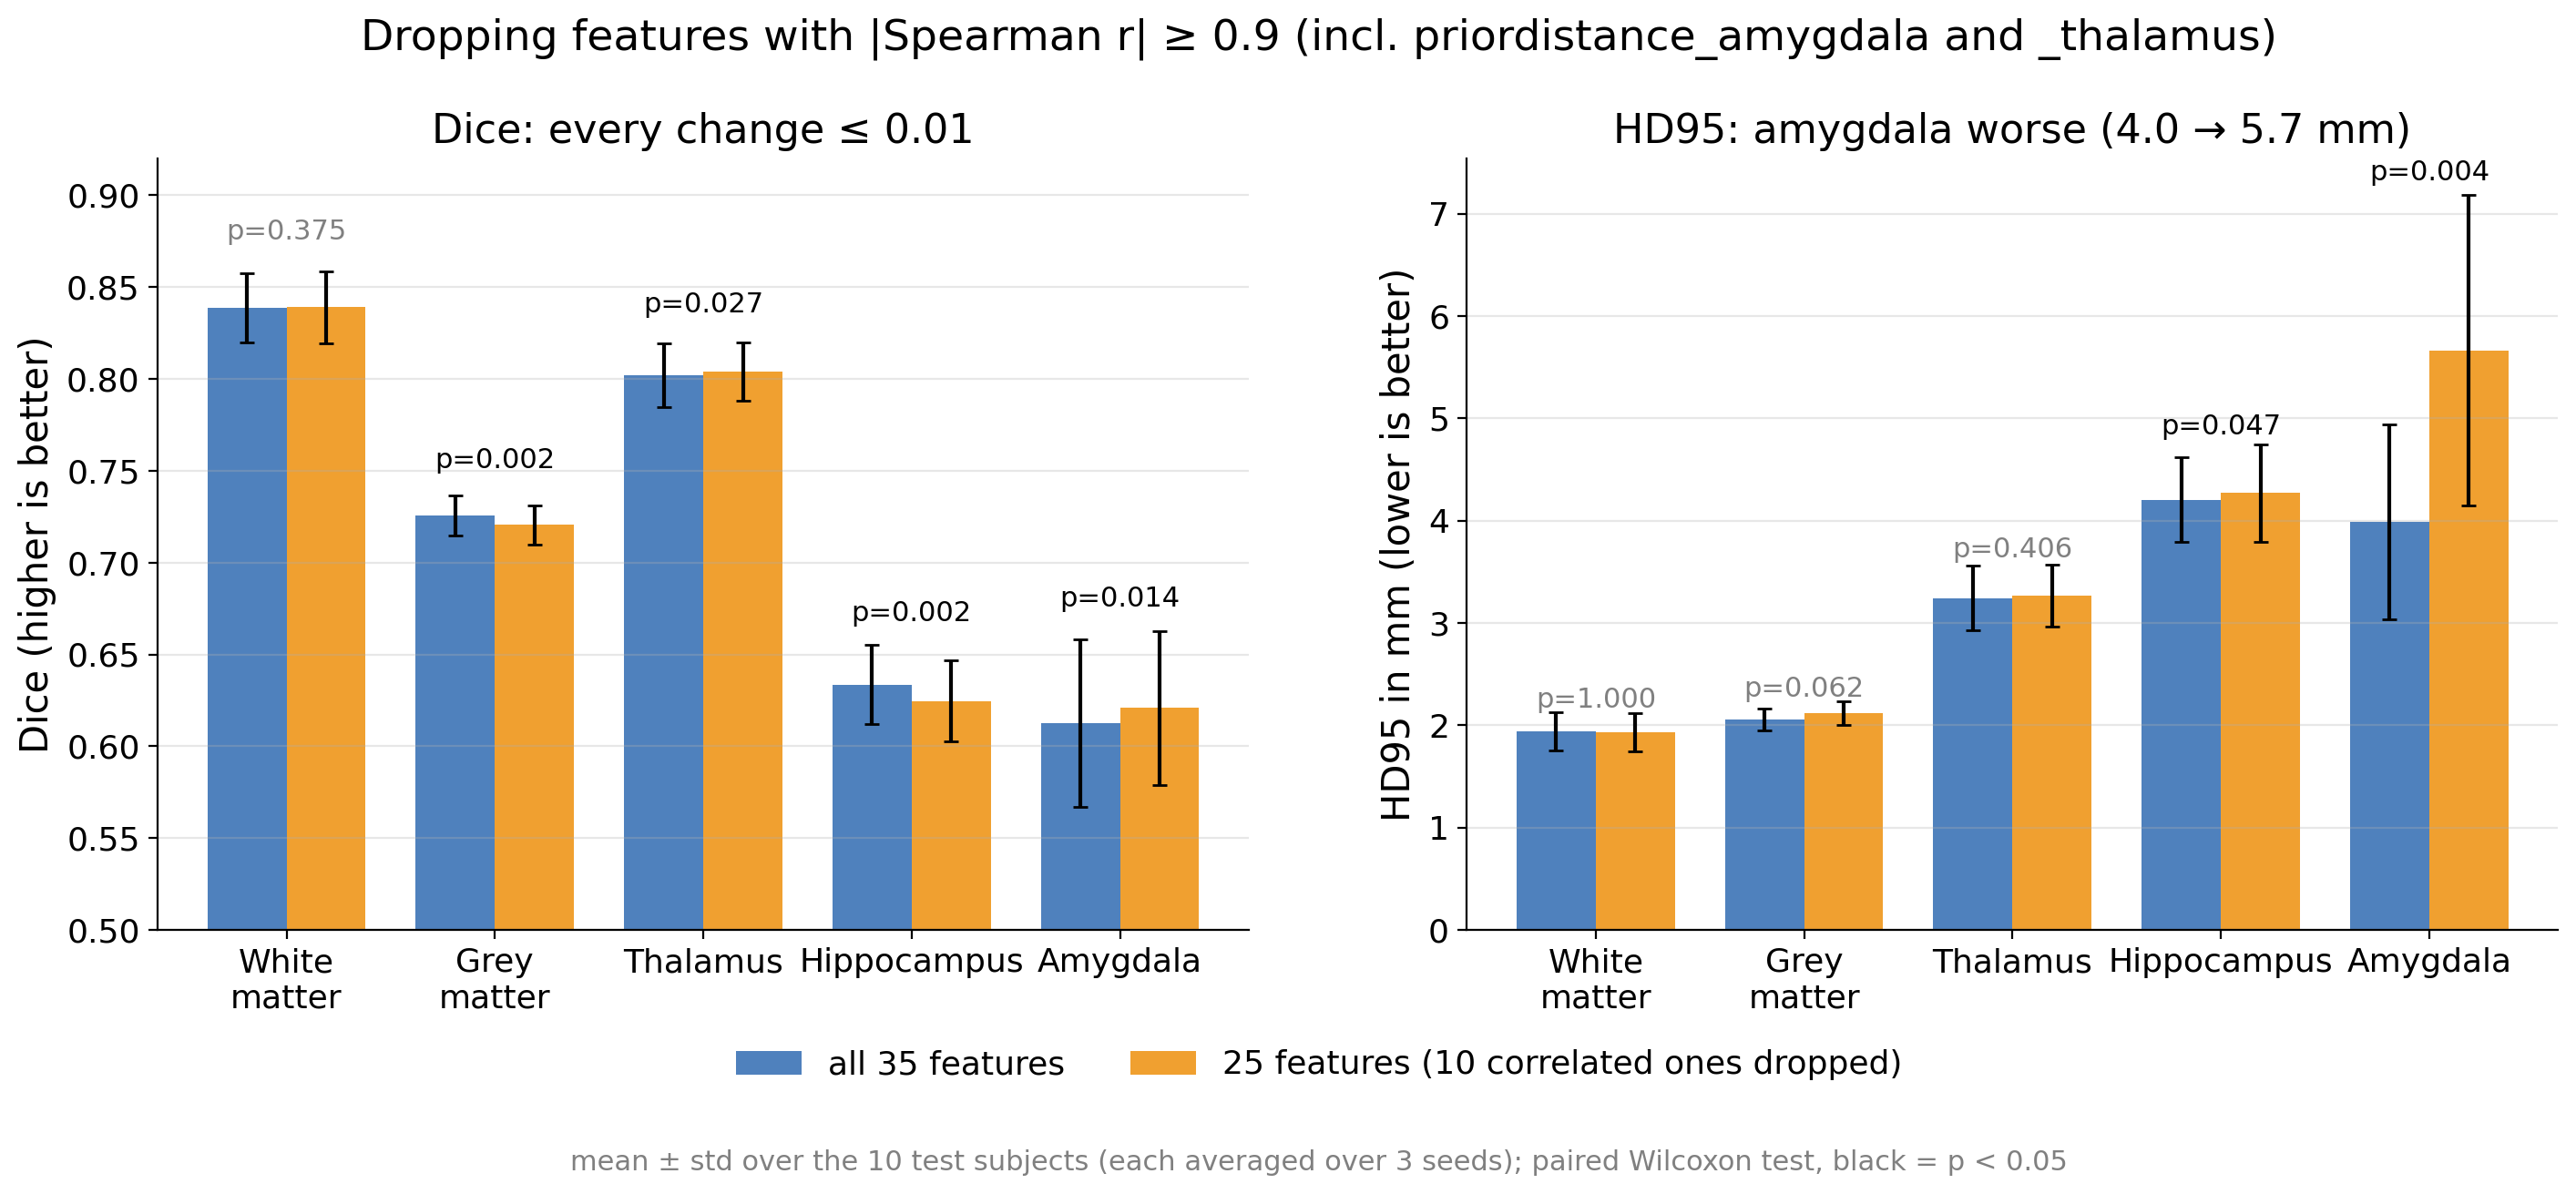 Dropping features with |Spearman r| ≥ 0.9 (incl. priordistance_amygdala and _thalamus)
Dice: every change ≤ 0.01
Dice (higher is better)
0.90
0.85
0.80
0.75
0.70
0.65
0.60
0.55
0.50
p=0.375
p=0.002
p=0.027
p=0.002
p=0.014
White
matter
Grey
matter
Thalamus
Hippocampus
Amygdala
HD95: amygdala worse (4.0 → 5.7 mm)
HD95 in mm (lower is better)
7
6
5
4
3
2
1
0
p=1.000
p=0.062
p=0.406
p=0.047
p=0.004
White
matter
Grey
matter
Thalamus
Hippocampus
Amygdala
all 35 features
25 features (10 correlated ones dropped)
mean ± std over the 10 test subjects (each averaged over 3 seeds); paired Wilcoxon test, black = p < 0.05